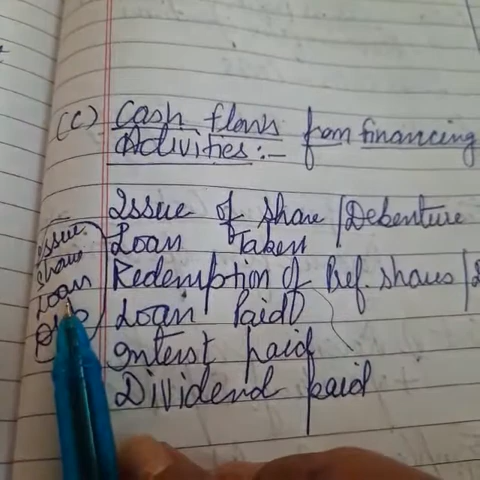 (C) Cash flows from financing
Activities:-
Issue of share / Debenture
Loan Taken
Redemption of Pref. shares /
Loan Paid
Interst paid
Dividend paid
Issue
Share
Loan